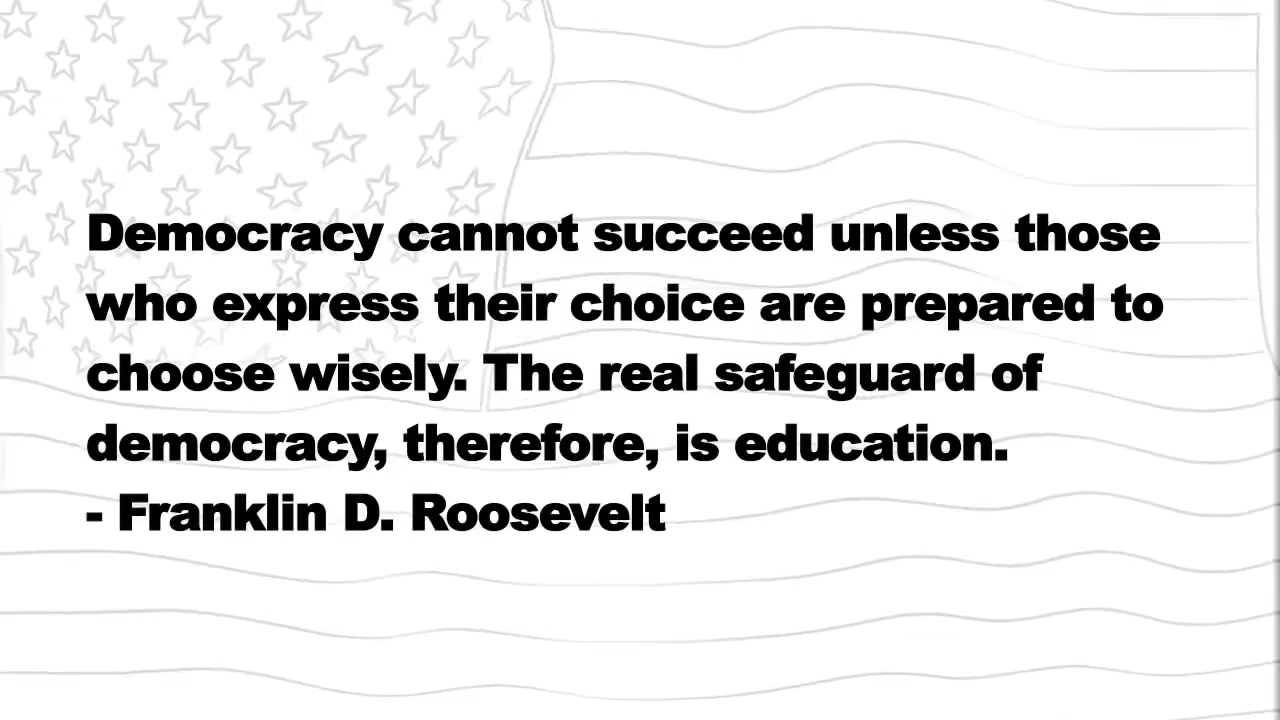 Democracy cannot succeed unless those
who express their choice are prepared to
choose wisely. The real safeguard of
democracy, therefore, is education.
- Franklin D. Roosevelt